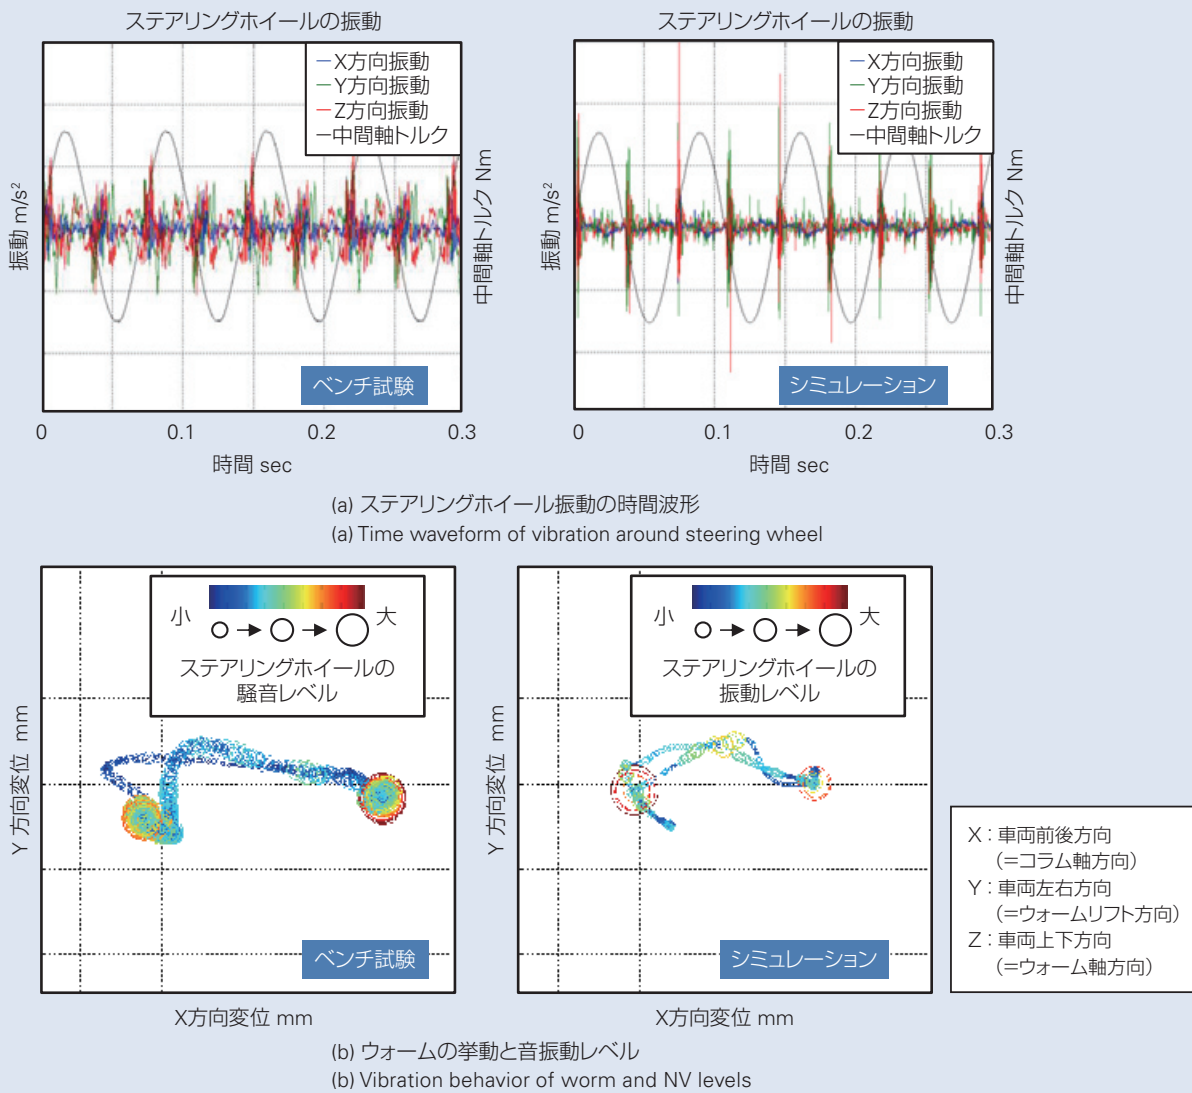 ステアリングホイールの振動
X方向振動
Y方向振動
Z方向振動
中間軸トルク
振動 m/s²
中間軸トルク Nm
ベンチ試験
0
0.1
0.2
0.3
時間 sec
ステアリングホイールの振動
X方向振動
Y方向振動
Z方向振動
中間軸トルク
振動 m/s²
中間軸トルク Nm
シミュレーション
0
0.1
0.2
0.3
時間 sec
(a) ステアリングホイール振動の時間波形
(a) Time waveform of vibration around steering wheel
小
大
ステアリングホイールの
騒音レベル
Y 方向変位 mm
ベンチ試験
X方向変位 mm
小
大
ステアリングホイールの
振動レベル
Y 方向変位 mm
シミュレーション
X方向変位 mm
X：車両前後方向
(=コラム軸方向)
Y：車両左右方向
(=ウォームリフト方向)
Z：車両上下方向
(=ウォーム軸方向)
(b) ウォームの挙動と音振動レベル
(b) Vibration behavior of worm and NV levels